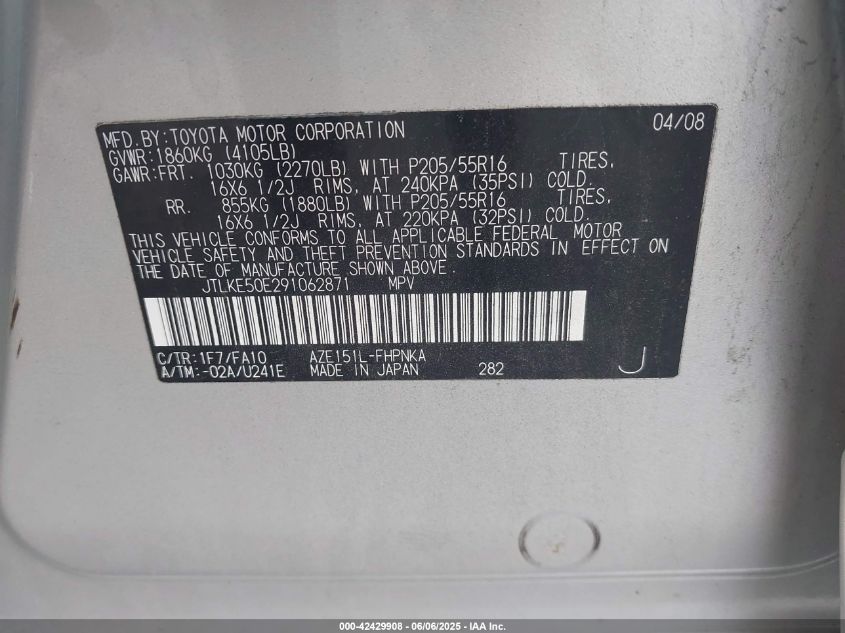 MFD. BY: TOYOTA MOTOR CORPORATION 04/08
GVWR: 1860KG (4105LB)
GAWR: FRT. 1030KG (2270LB) WITH P205/55R16 TIRES,
16X6 1/2J RIMS, AT 240KPA (35PSI) COLD.
RR. 855KG (1880LB) WITH P205/55R16 TIRES,
16X6 1/2J RIMS, AT 220KPA (32PSI) COLD.
THIS VEHICLE CONFORMS TO ALL APPLICABLE FEDERAL MOTOR
VEHICLE SAFETY AND THEFT PREVENTION STANDARDS IN EFFECT ON
THE DATE OF MANUFACTURE SHOWN ABOVE.
JTLKE50E291062871 MPV
C/TR: 1F7/FA10 AZE151L-FHPNKA
A/TM: -02A/U241E MADE IN JAPAN 282 J
000-42429908 - 06/06/2025 - IAA Inc.